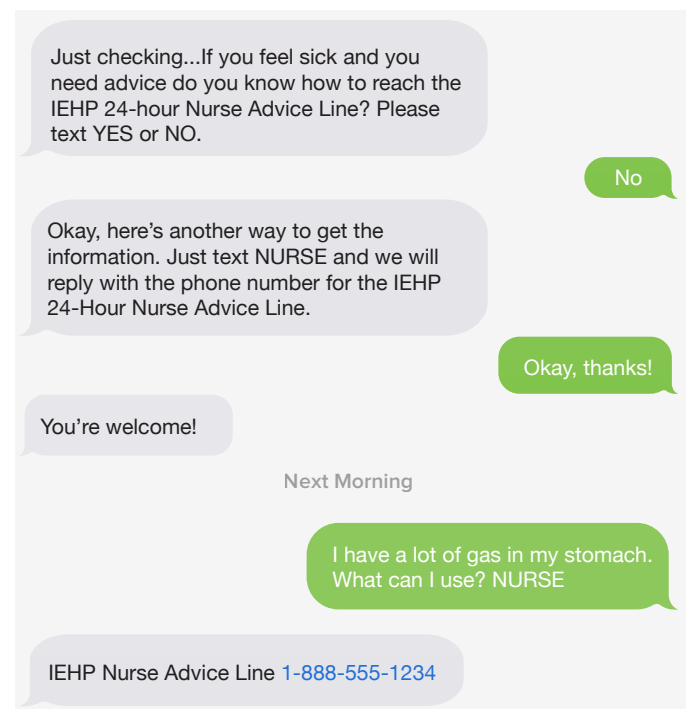 Just checking...If you feel sick and you
need advice do you know how to reach the
IEHP 24-hour Nurse Advice Line? Please
text YES or NO.
No
Okay, here’s another way to get the
information. Just text NURSE and we will
reply with the phone number for the IEHP
24-Hour Nurse Advice Line.
Okay, thanks!
You’re welcome!
Next Morning
I have a lot of gas in my stomach.
What can I use? NURSE
IEHP Nurse Advice Line 1-888-555-1234